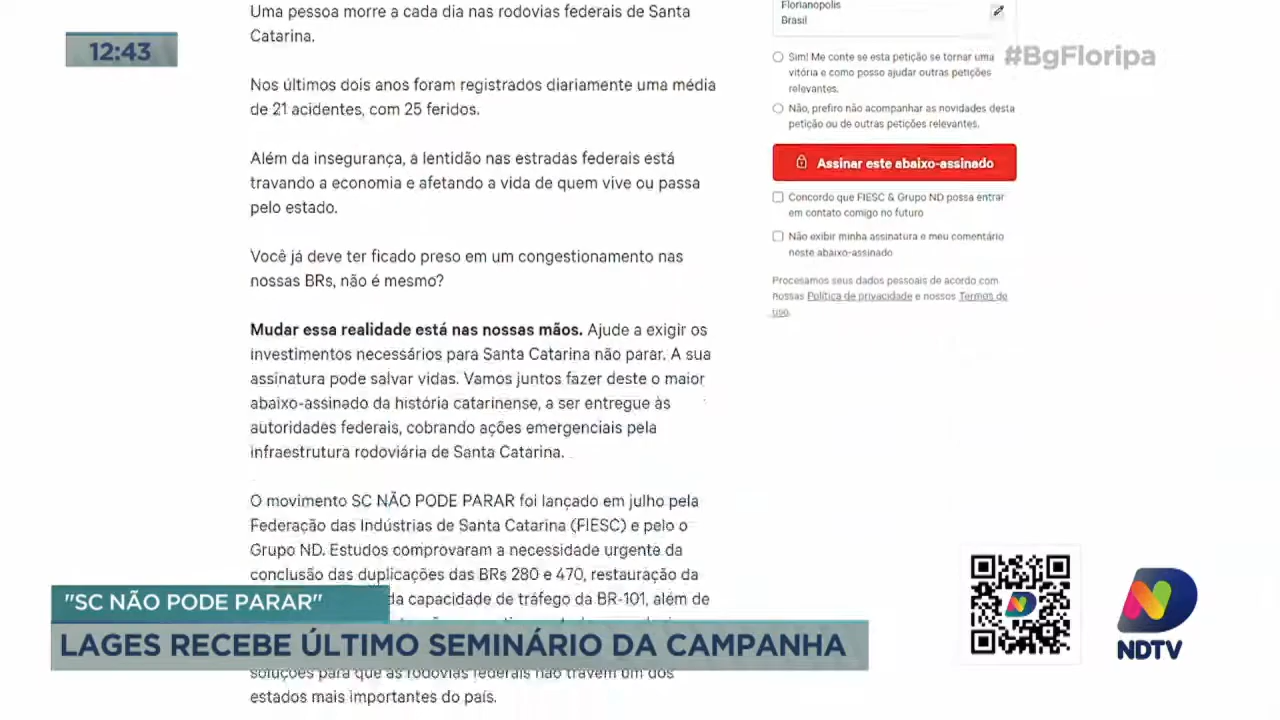 12:43
#BgFloripa
Uma pessoa morre a cada dia nas rodovias federais de Santa
Catarina.
Nos últimos dois anos foram registrados diariamente uma média
de 21 acidentes, com 25 feridos.
Além da insegurança, a lentidão nas estradas federais está
travando a economia e afetando a vida de quem vive ou passa
pelo estado.
Você já deve ter ficado preso em um congestionamento nas
nossas BRs, não é mesmo?
Mudar essa realidade está nas nossas mãos. Ajude a exigir os
investimentos necessários para Santa Catarina não parar. A sua
assinatura pode salvar vidas. Vamos juntos fazer deste o maior
abaixo-assinado da história catarinense, a ser entregue às
autoridades federais, cobrando ações emergenciais pela
infraestrutura rodoviária de Santa Catarina.
O movimento SC NÃO PODE PARAR foi lançado em julho pela
Federação das Indústrias de Santa Catarina (FIESC) e pelo o
Grupo ND. Estudos comprovaram a necessidade urgente da
conclusão das duplicações das BRs 280 e 470, restauração da
da capacidade de tráfego da BR-101, além de
soluções para que as rodovias federais não travem um dos
estados mais importantes do país.
Florianópolis
Brasil
Sim! Me conte se esta petição se tornar uma
vitória e como posso ajudar outras petições
relevantes.
Não, prefiro não acompanhar as novidades desta
petição ou de outras petições relevantes.
Assinar este abaixo-assinado
Concordo que FIESC & Grupo ND possa entrar
em contato comigo no futuro
Não exibir minha assinatura e meu comentário
neste abaixo-assinado
Procesamos seus dados pessoais de acordo com
nossas Política de privacidade e nossos Termos de
uso.
"SC NÃO PODE PARAR"
LAGES RECEBE ÚLTIMO SEMINÁRIO DA CAMPANHA
NDTV